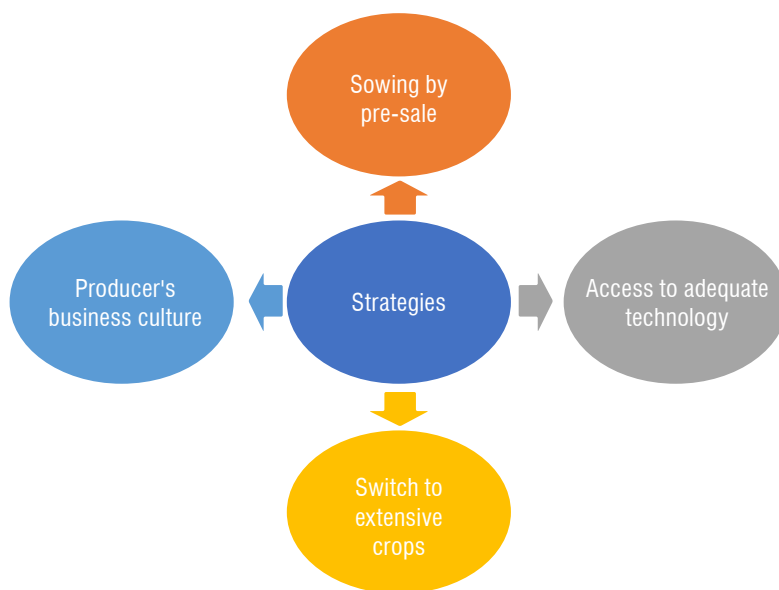 Sowing by
pre-sale
Producer's
business culture
Strategies
Access to adequate
technology
Switch to
extensive
crops